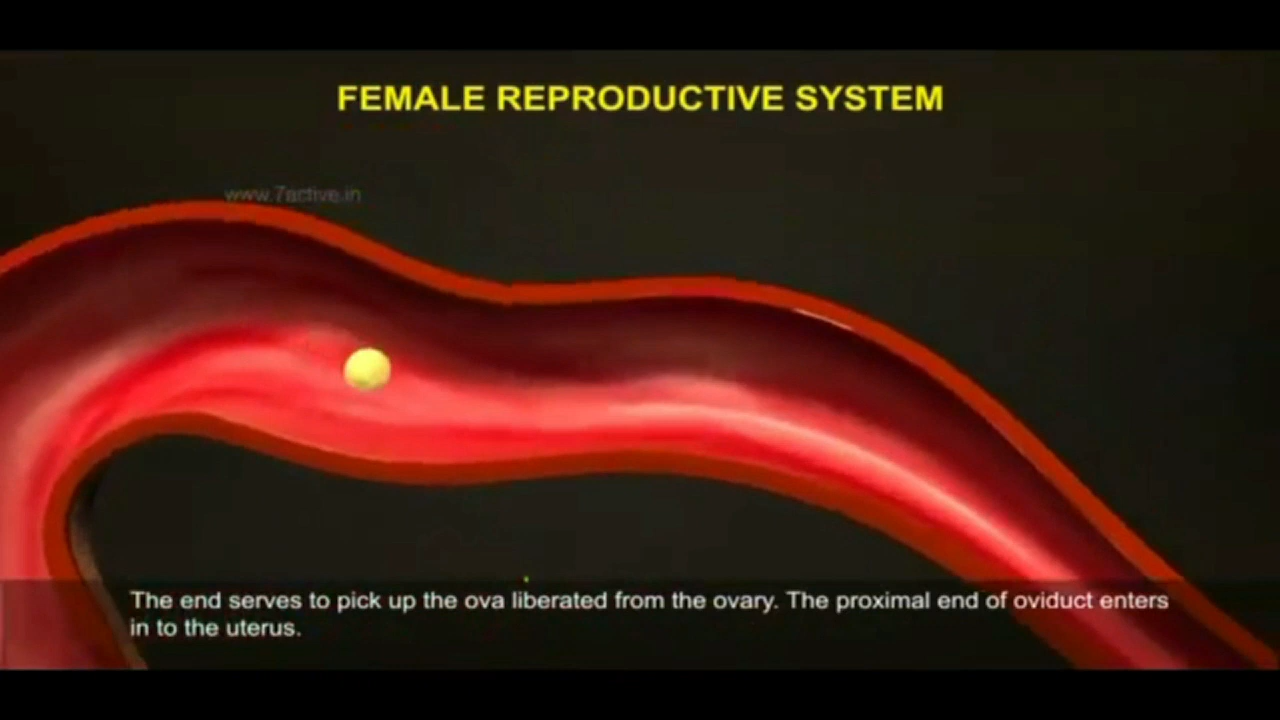 FEMALE REPRODUCTIVE SYSTEM
www.7active.in
The end serves to pick up the ova liberated from the ovary. The proximal end of oviduct enters
in to the uterus.